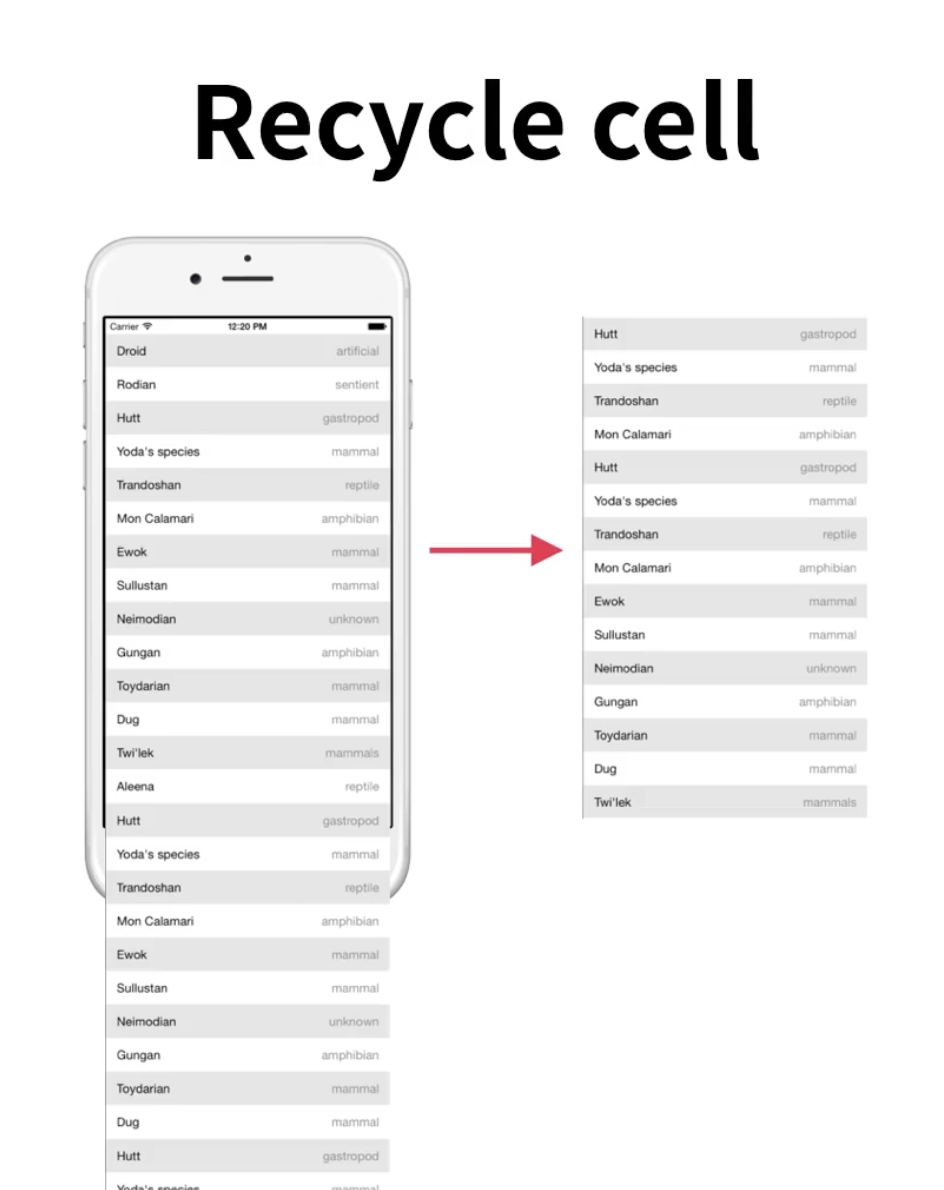 Recycle cell
Carrier 12:20 PM
Droid artificial
Rodian sentient
Hutt gastropod
Yoda's species mammal
Trandoshan reptile
Mon Calamari amphibian
Ewok mammal
Sullustan mammal
Neimodian unknown
Gungan amphibian
Toydarian mammal
Dug mammal
Twi'lek mammals
Aleena reptile
Hutt gastropod
Yoda's species mammal
Trandoshan reptile
Mon Calamari amphibian
Ewok mammal
Sullustan mammal
Neimodian unknown
Gungan amphibian
Toydarian mammal
Dug mammal
Hutt gastropod
Yoda's species mammal
Hutt gastropod
Yoda's species mammal
Trandoshan reptile
Mon Calamari amphibian
Hutt gastropod
Yoda's species mammal
Trandoshan reptile
Mon Calamari amphibian
Ewok mammal
Sullustan mammal
Neimodian unknown
Gungan amphibian
Toydarian mammal
Dug mammal
Twi'lek mammals